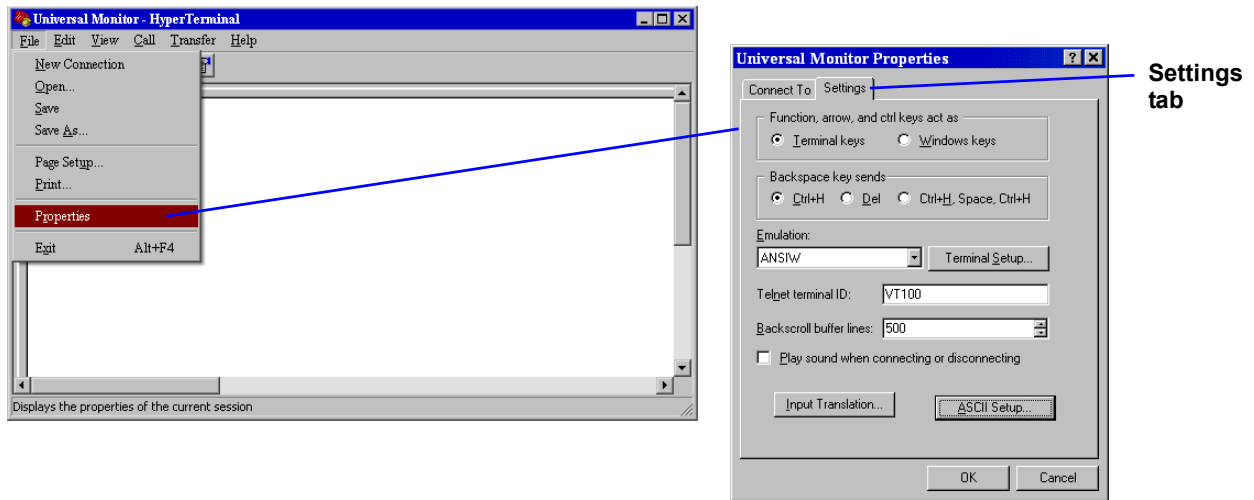 Universal Monitor - HyperTerminal
File Edit View Call Transfer Help
New Connection
Open...
Save
Save As...
Page Setup...
Print...
Properties
Exit Alt+F4
Displays the properties of the current session
Universal Monitor Properties
Connect To Settings
Function, arrow, and ctrl keys act as
Terminal keys Windows keys
Backspace key sends
Ctrl+H Del Ctrl+H, Space, Ctrl+H
Emulation:
ANSIW Terminal Setup...
Telnet terminal ID: VT100
Backscroll buffer lines: 500
Play sound when connecting or disconnecting
Input Translation... ASCII Setup...
OK Cancel
Settings
tab